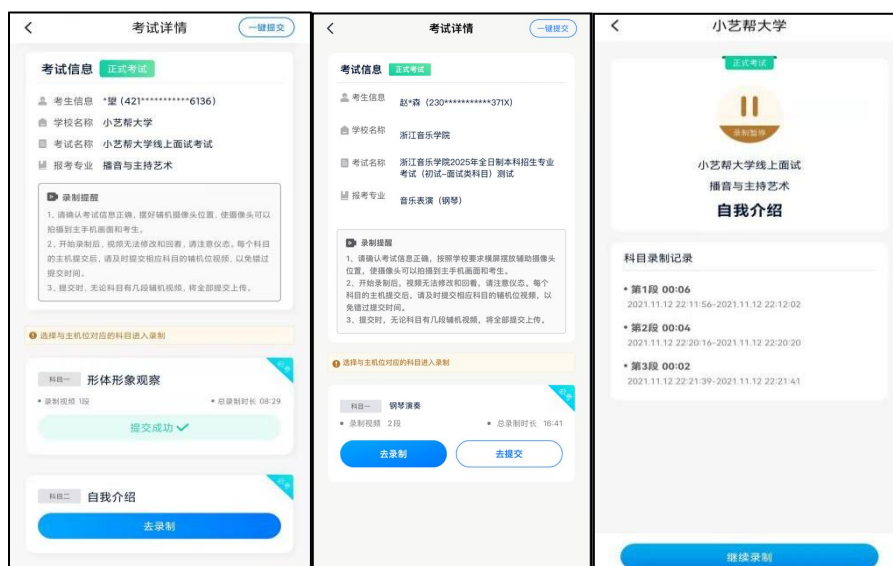 考试详情
一键提交
考试信息 正式考试
考生信息 *望 (421***********6136)
学校名称 小艺帮大学
考试名称 小艺帮大学线上面试考试
报考专业 播音与主持艺术
录制提醒
1、请确认考试信息正确，摆好辅机摄像头位置，使摄像头可以
拍摄到主手机画面和考生。
2、开始录制后，视频无法修改和回看，请注意仪态。每个科目
的主机提交后，请及时提交相应科目的辅机位视频，以免错过
提交时间。
3、提交时，无论科目有几段辅机视频，将全部提交上传。
选择与主机位对应的科目进入录制
科目一 形体形象观察
• 录制视频 1段 • 总录制时长 08:29
提交成功
科目二 自我介绍
去录制
考试详情
一键提交
考试信息 正式考试
考生信息 赵*森 (230***********371X)
学校名称 浙江音乐学院
考试名称 浙江音乐学院2025年全日制本科招生专业
考试（初试-面试类科目）测试
报考专业 音乐表演（钢琴）
录制提醒
1、请确认考试信息正确，按照学校要求横屏摆放辅助摄像头
位置，使摄像头可以拍摄到主手机画面和考生。
2、开始录制后，视频无法修改和回看，请注意仪态。每个
科目的主机提交后，请及时提交相应科目的辅机位视频，以
免错过提交时间。
3、提交时，无论科目有几段辅机视频，将全部提交上传。
选择与主机位对应的科目进入录制
科目一 钢琴演奏
• 录制视频 2段 • 总录制时长 16:41
去录制 去提交
小艺帮大学
正式考试
录制暂停
小艺帮大学线上面试
播音与主持艺术
自我介绍
科目录制记录
• 第1段 00:06
2021.11.12 22:11:56-2021.11.12 22:12:02
• 第2段 00:04
2021.11.12 22:20:16-2021.11.12 22:20:20
• 第3段 00:02
2021.11.12 22:21:39-2021.11.12 22:21:41
继续录制